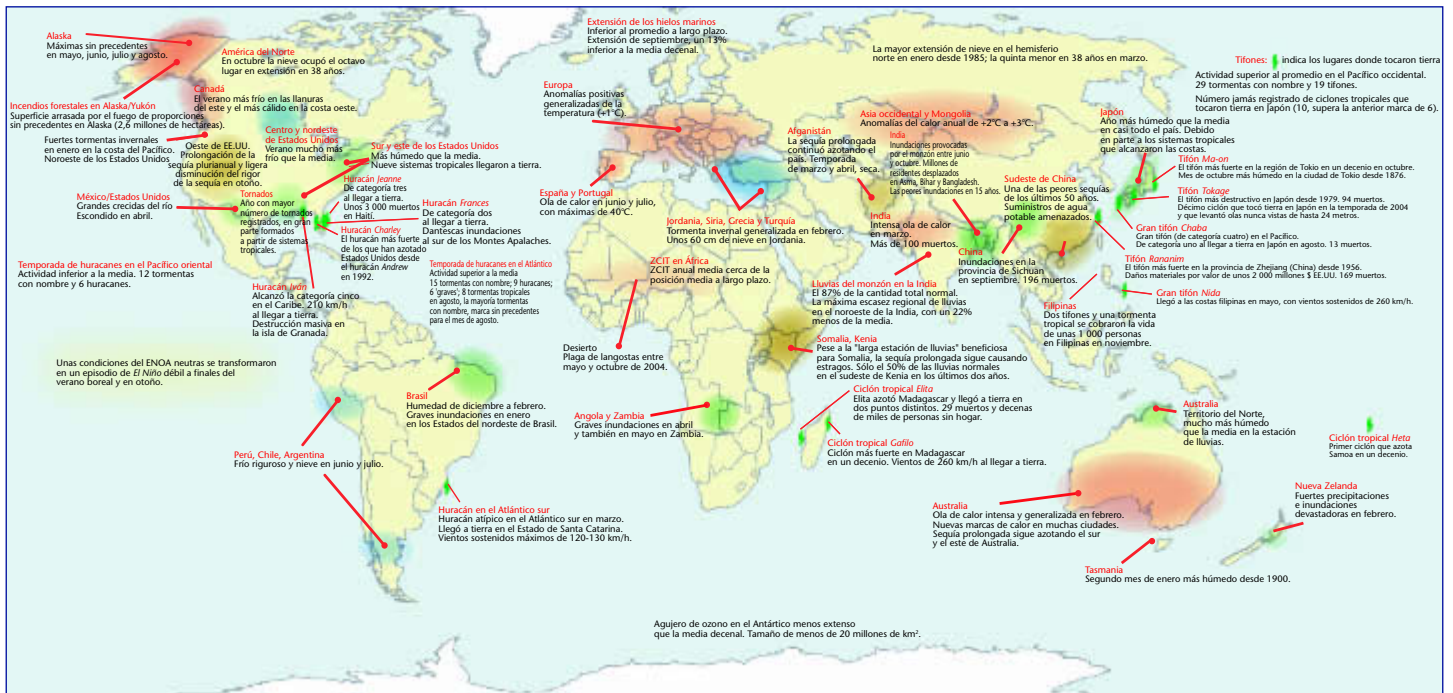 Alaska
Máximas sin precedentes
en mayo, junio, julio y agosto.
América del Norte
En octubre la nieve ocupó el octavo
lugar en extensión en 38 años.
Incendios forestales en Alaska/Yukón
Superficie arrasada por el fuego de proporciones
sin precedentes en Alaska (2,6 millones de hectáreas).
Canadá
El verano más frío en las llanuras
del este y el más cálido en la costa oeste.
Fuertes tormentas invernales
en enero en la costa del Pacífico.
Noroeste de los Estados Unidos
Oeste de EE.UU.
Prolongación de la
sequía plurianual y ligera
disminución del rigor
de la sequía en otoño.
Centro y nordeste
de Estados Unidos
Verano mucho más
frío que la media.
Sur y este de los Estados Unidos
Más húmedo que la media.
Nueve sistemas tropicales llegaron a tierra.
México/Estados Unidos
Grandes crecidas del río
Escondido en abril.
Tornados
Año con mayor
número de tornados
registrados, en gran
parte formados
a partir de sistemas
tropicales.
Huracán Jeanne
De categoría tres
al llegar a tierra.
Unos 3 000 muertos
en Haití.
Huracán Frances
De categoría dos
al llegar a tierra.
Dantescas inundaciones
al sur de los Montes Apalaches.
Huracán Charley
El huracán más fuerte
de los que han azotado
Estados Unidos desde
el huracán Andrew
en 1992.
Temporada de huracanes en el Pacífico oriental
Actividad inferior a la media. 12 tormentas
con nombre y 6 huracanes.
Huracán Iván
Alcanzó la categoría cinco
en el Caribe. 210 km/h
al llegar a tierra.
Destrucción masiva en
la isla de Granada.
Temporada de huracanes en el Atlántico
Actividad superior a la media
15 tormentas con nombre; 9 huracanes;
6 'graves'; 8 tormentas tropicales
en agosto, la mayoría tormentas
con nombre, marca sin precedentes
para el mes de agosto.
Unas condiciones del ENOA neutras se transformaron
en un episodio de El Niño débil a finales del
verano boreal y en otoño.
Brasil
Humedad de diciembre a febrero.
Graves inundaciones en enero
en los Estados del nordeste de Brasil.
Perú, Chile, Argentina
Frío riguroso y nieve en junio y julio.
Huracán en el Atlántico sur
Huracán atípico en el Atlántico sur en marzo.
Llegó a tierra en el Estado de Santa Catarina.
Vientos sostenidos máximos de 120-130 km/h.
Extensión de los hielos marinos
Inferior al promedio a largo plazo.
Extensión de septiembre, un 13%
inferior a la media decenal.
Europa
Anomalías positivas
generalizadas de la
temperatura (+1°C).
España y Portugal
Ola de calor en junio y julio,
con máximas de 40°C.
Jordania, Siria, Grecia y Turquía
Tormenta invernal generalizada en febrero.
Unos 60 cm de nieve en Jordania.
ZCIT en África
ZCIT anual media cerca de la
posición media a largo plazo.
Desierto
Plaga de langostas entre
mayo y octubre de 2004.
Angola y Zambia
Graves inundaciones en abril
y también en mayo en Zambia.
La mayor extensión de nieve en el hemisferio
norte en enero desde 1985; la quinta menor en 38 años en marzo.
Asia occidental y Mongolia
Anomalías del calor anual de +2°C a +3°C.
Afganistán
La sequía prolongada
continuó azotando el
país. Temporada
de marzo y abril, seca.
India
Inundaciones provocadas
por el monzón entre junio
y octubre. Millones de
residentes desplazados
en Asma, Bihar y Bangladesh.
Las peores inundaciones en 15 años.
India
Intensa ola de calor
en marzo.
Más de 100 muertos.
Lluvias del monzón en la India
El 87% de la cantidad total normal.
La máxima escasez regional de lluvias
en el noroeste de la India, con un 22%
menos de la media.
China
Inundaciones en la
provincia de Sichuan
en septiembre. 196 muertos.
Sudeste de China
Una de las peores sequías
de los últimos 50 años.
Suministros de agua
potable amenazados.
Somalia, Kenia
Pese a la "larga estación de lluvias" beneficiosa
para Somalia, la sequía prolongada sigue causando
estragos. Sólo el 50% de las lluvias normales
en el sudeste de Kenia en los últimos dos años.
Ciclón tropical Elita
Elita azotó Madagascar y llegó a tierra en
dos puntos distintos. 29 muertos y decenas
de miles de personas sin hogar.
Ciclón tropical Gafilo
Ciclón más fuerte en Madagascar
en un decenio. Vientos de 260 km/h al llegar a tierra.
Tifones: indica los lugares donde tocaron tierra
Actividad superior al promedio en el Pacífico occidental.
29 tormentas con nombre y 19 tifones.
Número jamás registrado de ciclones tropicales que
tocaron tierra en Japón (10, supera la anterior marca de 6).
Japón
Año más húmedo que la media
en casi todo el país. Debido
en parte a los sistemas tropicales
que alcanzaron las costas.
Tifón Ma-on
El tifón más fuerte en la región de Tokio en un decenio en octubre.
Mes de octubre más húmedo en la ciudad de Tokio desde 1876.
Tifón Tokage
El tifón más destructivo en Japón desde 1979. 94 muertos.
Décimo ciclón que tocó tierra en Japón en la temporada de 2004
y que levantó olas nunca vistas de hasta 24 metros.
Gran tifón Chaba
Gran tifón (de categoría cuatro) en el Pacífico.
De categoría uno al llegar a tierra en Japón en agosto. 13 muertos.
Tifón Rananim
El tifón más fuerte en la provincia de Zhejiang (China) desde 1956.
Daños materiales por valor de unos 2 000 millones $ EE.UU. 169 muertos.
Gran tifón Nida
Llegó a las costas filipinas en mayo, con vientos sostenidos de 260 km/h.
Filipinas
Dos tifones y una tormenta
tropical se cobraron la vida
de unas 1 000 personas
en Filipinas en noviembre.
Australia
Territorio del Norte,
mucho más húmedo
que la media en la estación
de lluvias.
Ciclón tropical Heta
Primer ciclón que azota
Samoa en un decenio.
Australia
Ola de calor intensa y generalizada en febrero.
Nuevas marcas de calor en muchas ciudades.
Sequía prolongada sigue azotando el sur
y el este de Australia.
Nueva Zelanda
Fuertes precipitaciones
e inundaciones
devastadoras en febrero.
Tasmania
Segundo mes de enero más húmedo desde 1900.
Agujero de ozono en el Antártico menos extenso
que la media decenal. Tamaño de menos de 20 millones de km².